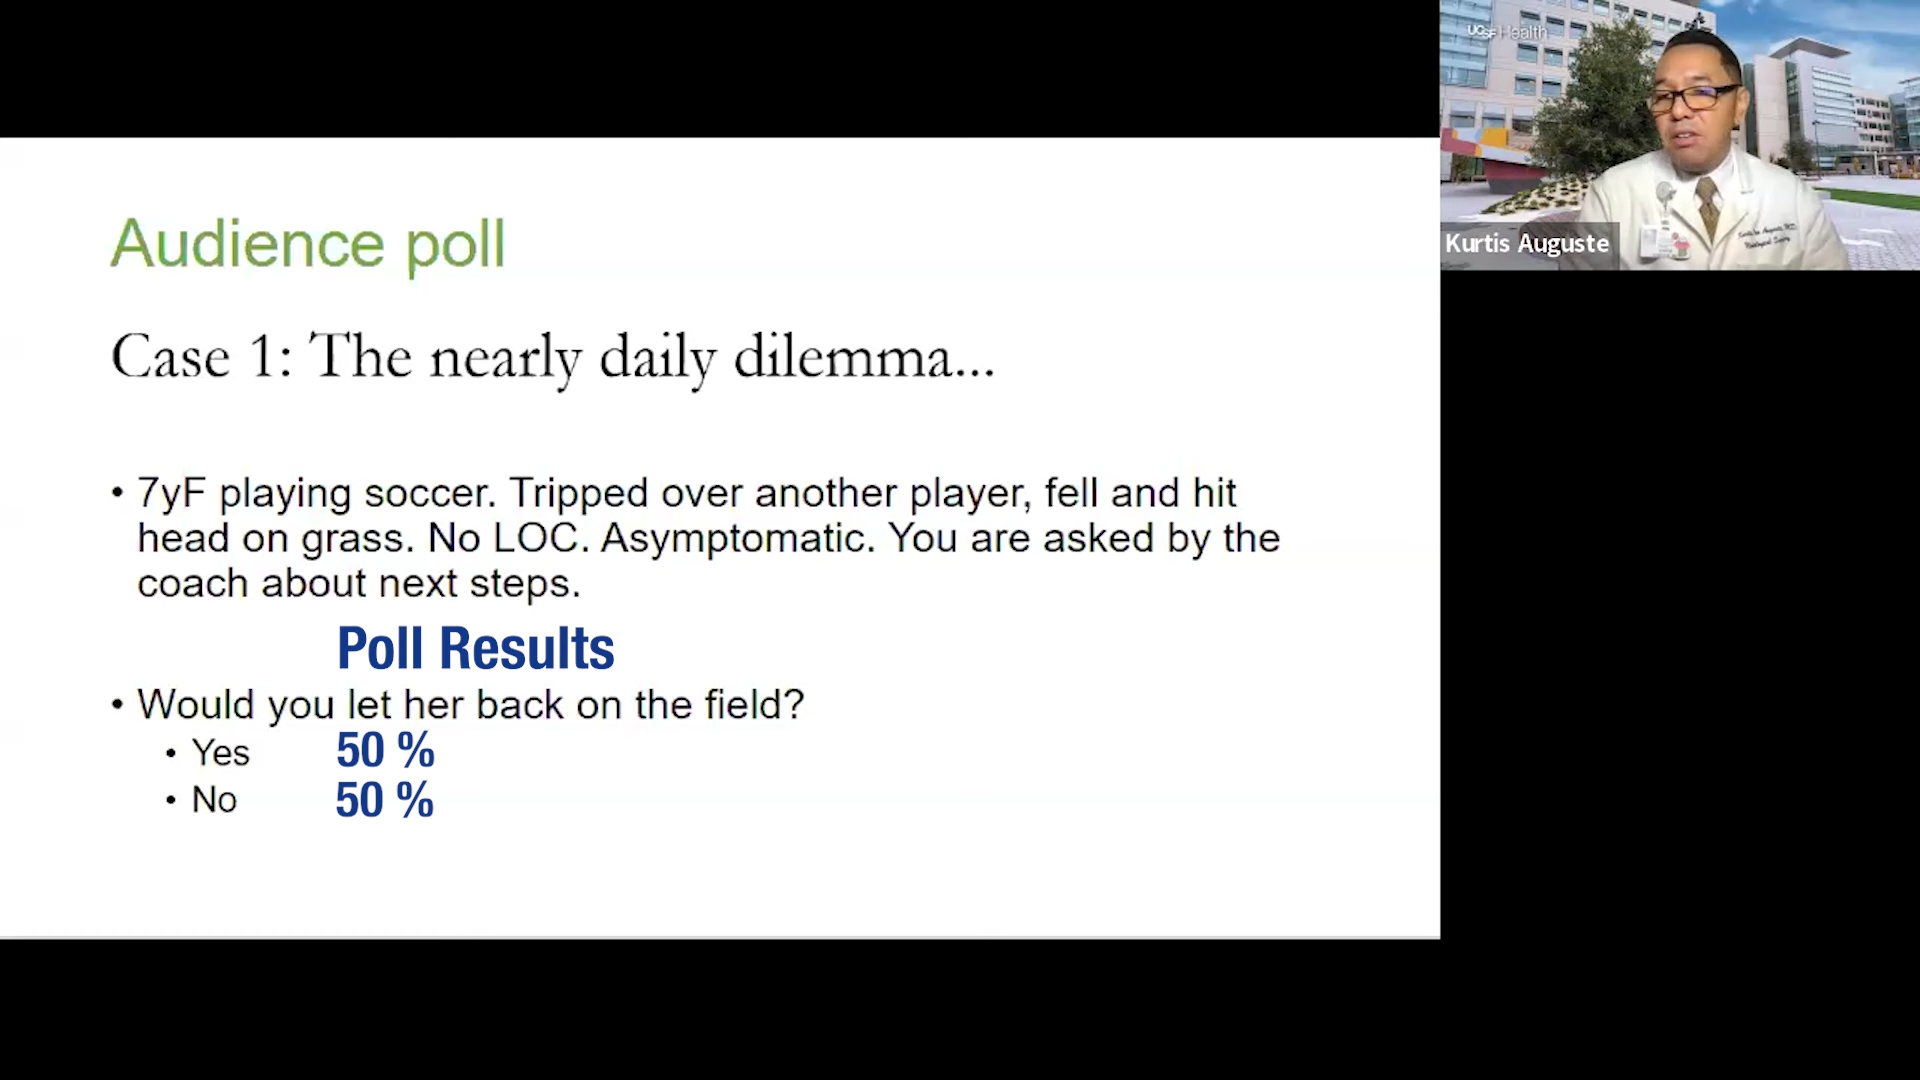 Audience poll
Case 1: The nearly daily dilemma...
• 7yF playing soccer. Tripped over another player, fell and hit
head on grass. No LOC. Asymptomatic. You are asked by the
coach about next steps.
Poll Results
• Would you let her back on the field?
• Yes 50 %
• No 50 %
UCSF Health
Kurtis Auguste